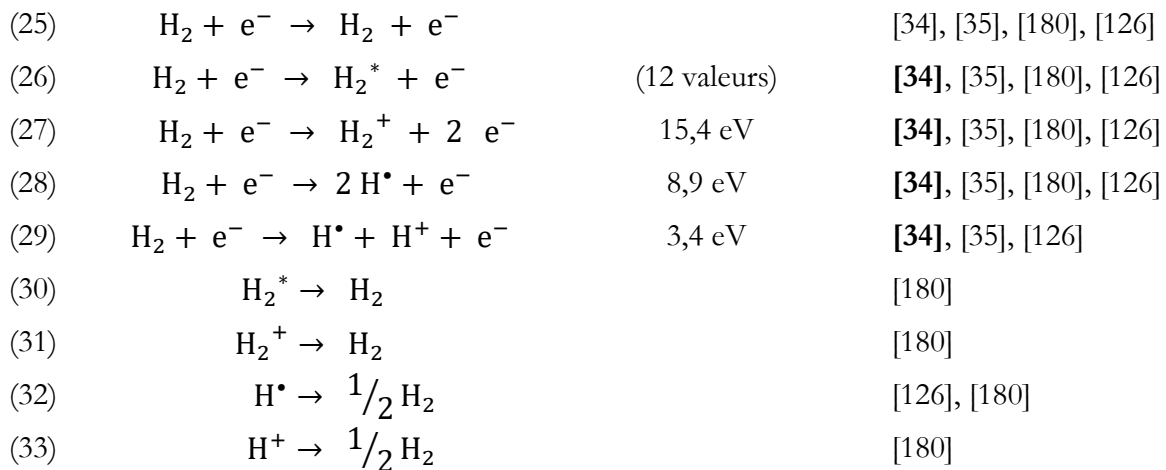 (25) H₂ + e⁻ → H₂ + e⁻ [34], [35], [180], [126]
(26) H₂ + e⁻ → H₂* + e⁻ (12 valeurs) [34], [35], [180], [126]
(27) H₂ + e⁻ → H₂⁺ + 2 e⁻ 15,4 eV [34], [35], [180], [126]
(28) H₂ + e⁻ → 2 H• + e⁻ 8,9 eV [34], [35], [180], [126]
(29) H₂ + e⁻ → H• + H⁺ + e⁻ 3,4 eV [34], [35], [126]
(30) H₂* → H₂ [180]
(31) H₂⁺ → H₂ [180]
(32) H• → 1/2 H₂ [126], [180]
(33) H⁺ → 1/2 H₂ [180]